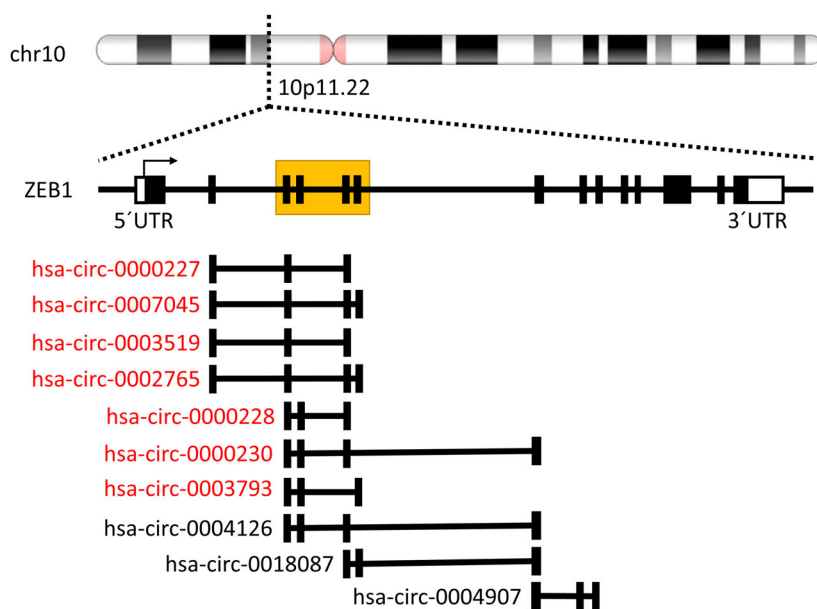 chr10
10p11.22
ZEB1
5´UTR
3´UTR
hsa-circ-0000227
hsa-circ-0007045
hsa-circ-0003519
hsa-circ-0002765
hsa-circ-0000228
hsa-circ-0000230
hsa-circ-0003793
hsa-circ-0004126
hsa-circ-0018087
hsa-circ-0004907